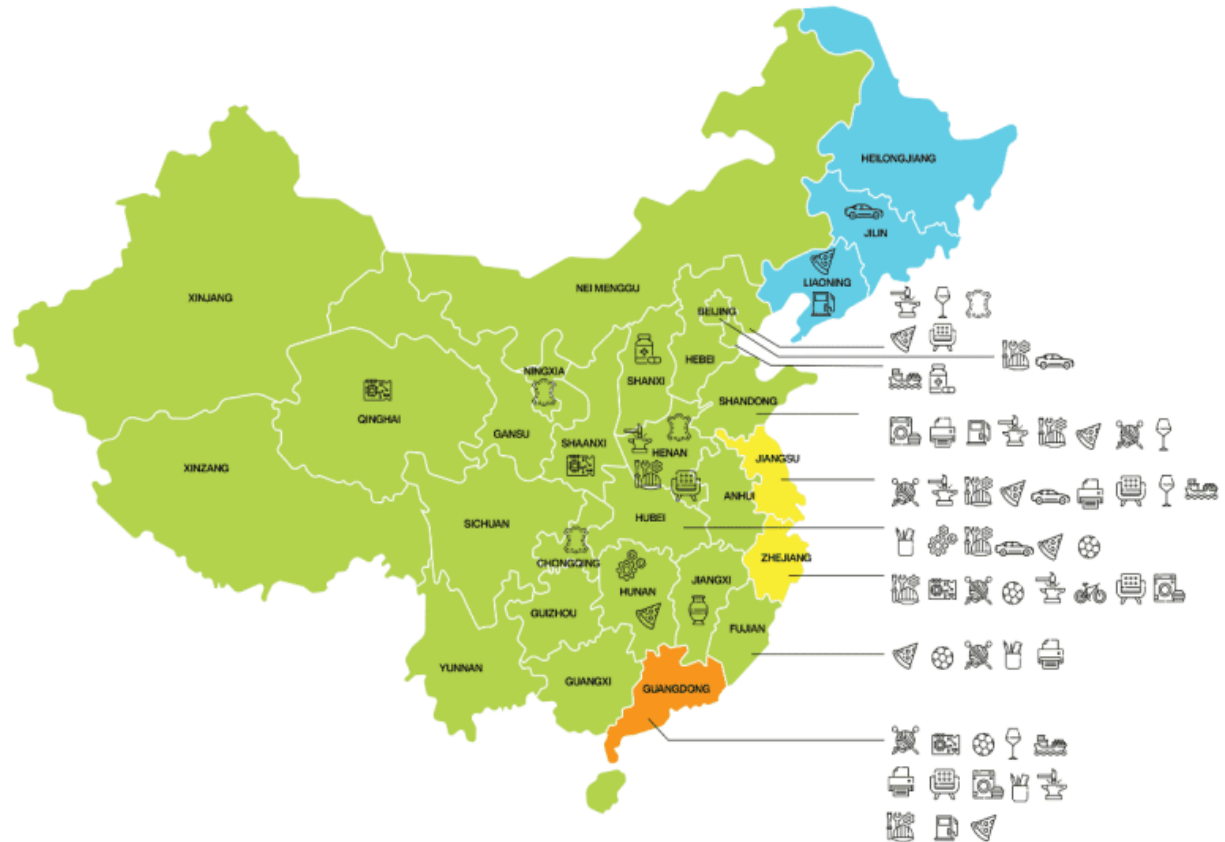 HEILONGJIANG
JILIN
LIAONING
XINJANG
NEI MENGGU
BEIJING
HEBEI
NINGXIA
SHANXI
QINGHAI
GANSU
SHAANXI
HENAN
SHANDONG
JIANGSU
XINZANG
ANHUI
SICHUAN
HUBEI
CHONGQING
ZHEJIANG
HUNAN
JIANGXI
GUIZHOU
FUJIAN
YUNNAN
GUANGXI
GUANGDONG